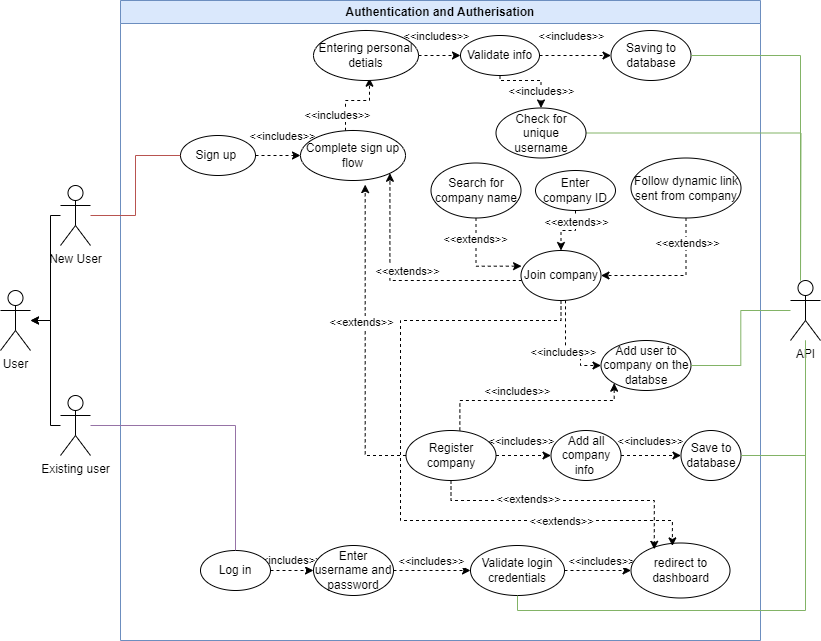 Authentication and Autherisation
<<includes>>
Entering personal
detials
Validate info
<<includes>>
Saving to
database
<<includes>>
<<includes>>
Check for
unique
username
Sign up
<<includes>>
Complete sign up
flow
Search for
company name
Enter
company ID
Follow dynamic link
sent from company
New User
<<extends>>
<<extends>>
<<extends>>
<<extends>>
Join company
User
<<extends>>
API
<<includes>>
Add user to
company on the
databse
<<includes>>
Existing user
Register
company
<<includes>>
Add all
company
info
<<includes>>
Save to
database
<<extends>>
<<extends>>
Log in
includes>>
Enter
username and
password
<<includes>>
Validate login
credentials
<<includes>>
redirect to
dashboard